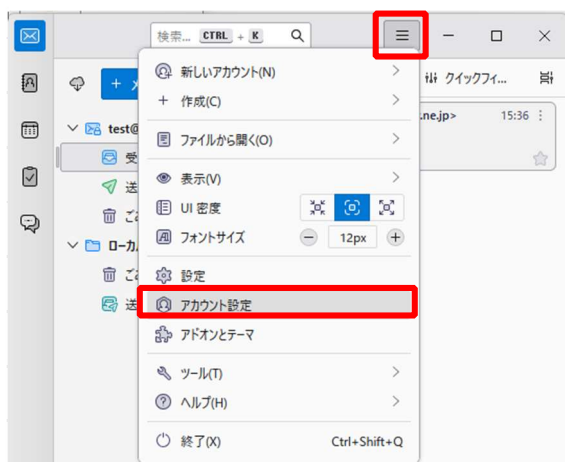 検索... CTRL + K
新しいアカウント(N)
作成(C)
クイックフィ...
.ne.jp> 15:36
test@
ファイルから開く(O)
受
表示(V)
送
UI 密度
ごみ
フォントサイズ 12px
ローカ
設定
アカウント設定
送
アドオンとテーマ
ツール(T)
ヘルプ(H)
終了(X) Ctrl+Shift+Q